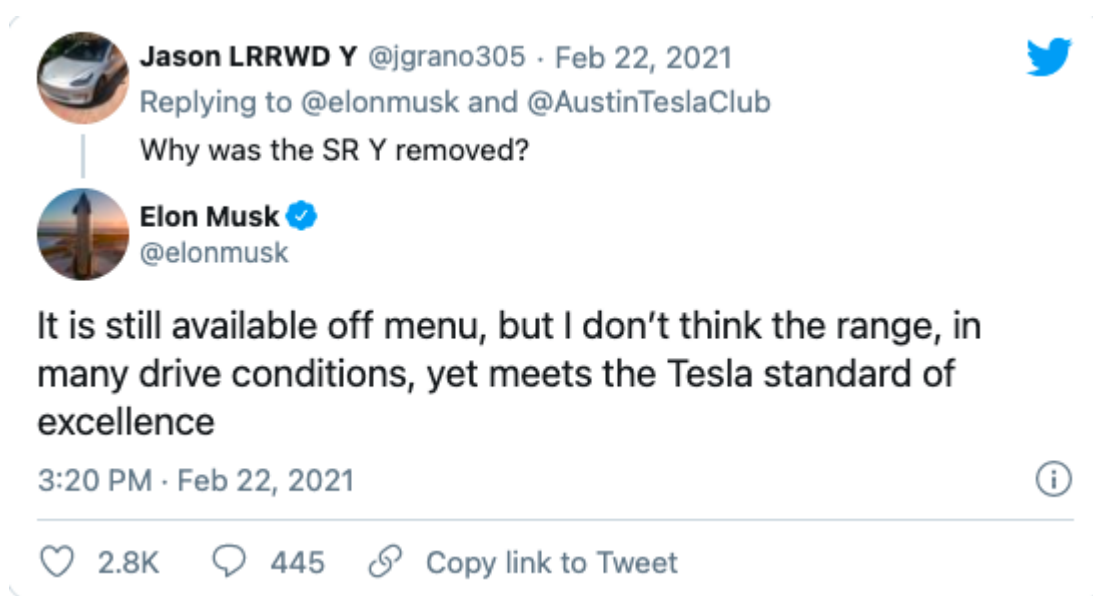 Jason LRRWD Y @jgrano305 · Feb 22, 2021
Replying to @elonmusk and @AustinTeslaClub
Why was the SR Y removed?
Elon Musk
@elonmusk
It is still available off menu, but I don’t think the range, in
many drive conditions, yet meets the Tesla standard of
excellence
3:20 PM · Feb 22, 2021
2.8K 445 Copy link to Tweet